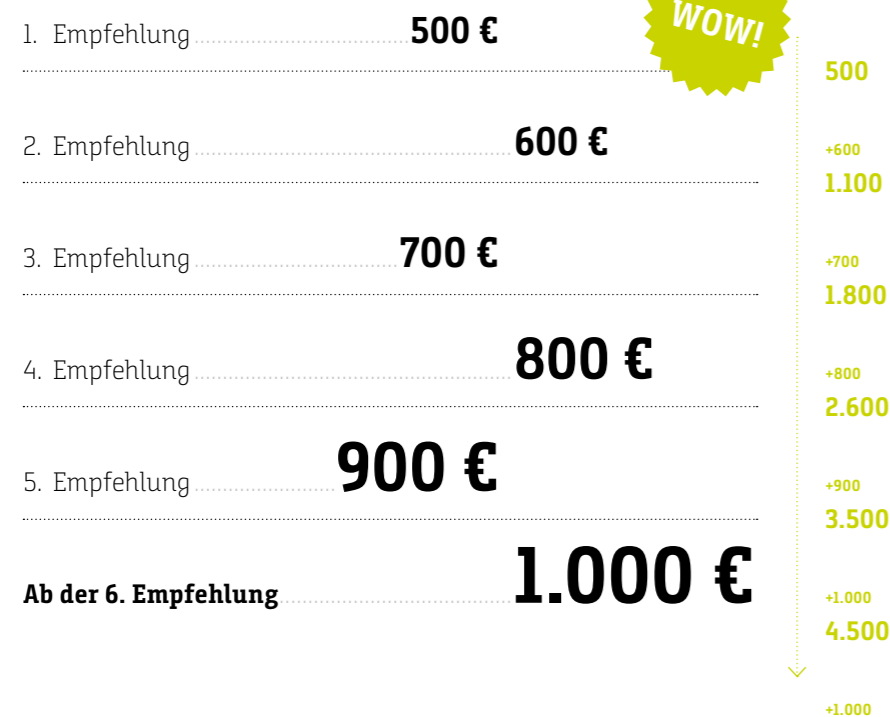 WOW!
1. Empfehlung 500 €
500
2. Empfehlung 600 €
+600
1.100
3. Empfehlung 700 €
+700
1.800
4. Empfehlung 800 €
+800
2.600
5. Empfehlung 900 €
+900
3.500
Ab der 6. Empfehlung 1.000 €
+1.000
4.500
+1.000